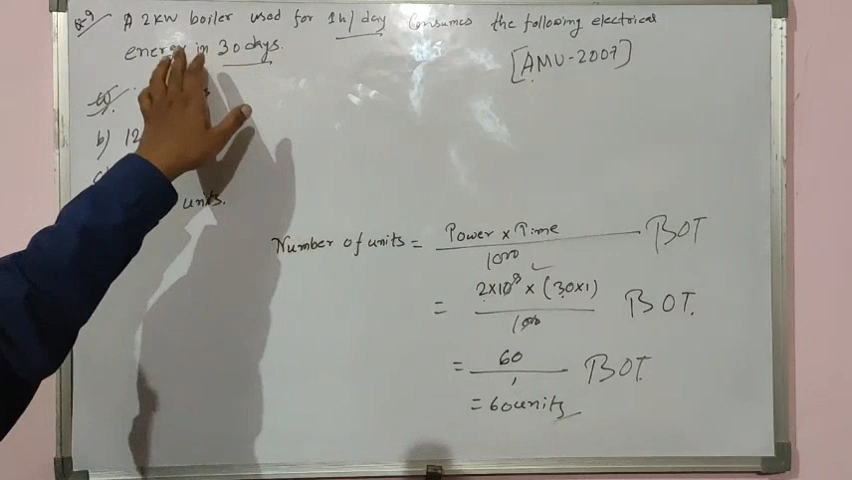 Q-9 A 2KW boiler used for 1h/day Consumes the following electrical
energy in 30 days.
[AMU-2007]
b) 12
units.
Number of units = Power x Time / 1000 BOT
= 2x10³ x (30x1) / 1000 BOT.
= 60 / 1 BOT
= 60 units